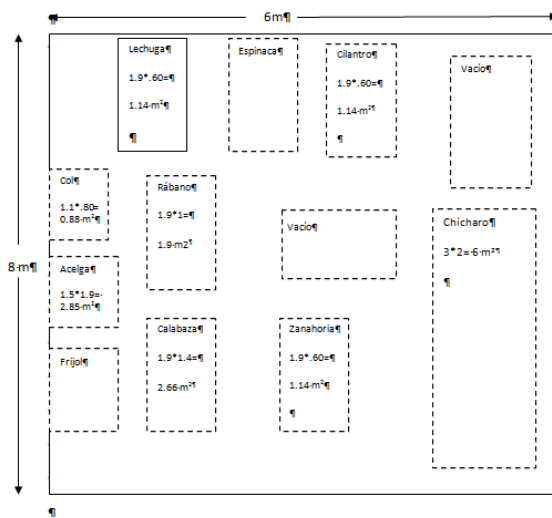 6m¶
¶
8·m¶
Lechuga¶
1.9*.60=¶
1.14·m²¶
¶
Espinaca¶
Cilantro¶
1.9*.60=¶
1.14·m²¶
¶
Vacío¶
Col¶
1.1*.80=
0.88·m²¶
Rábano¶
1.9*1=¶
1.9·m2¶
Vacío¶
Chícharo¶
3*2=·6·m²¶
¶
Acelga¶
1.5*1.9=·
2.85·m²¶
Frijol¶
Calabaza¶
1.9*1.4=¶
2.66·m²¶
Zanahoria¶
1.9*.60=¶
1.14·m²¶
¶
¶